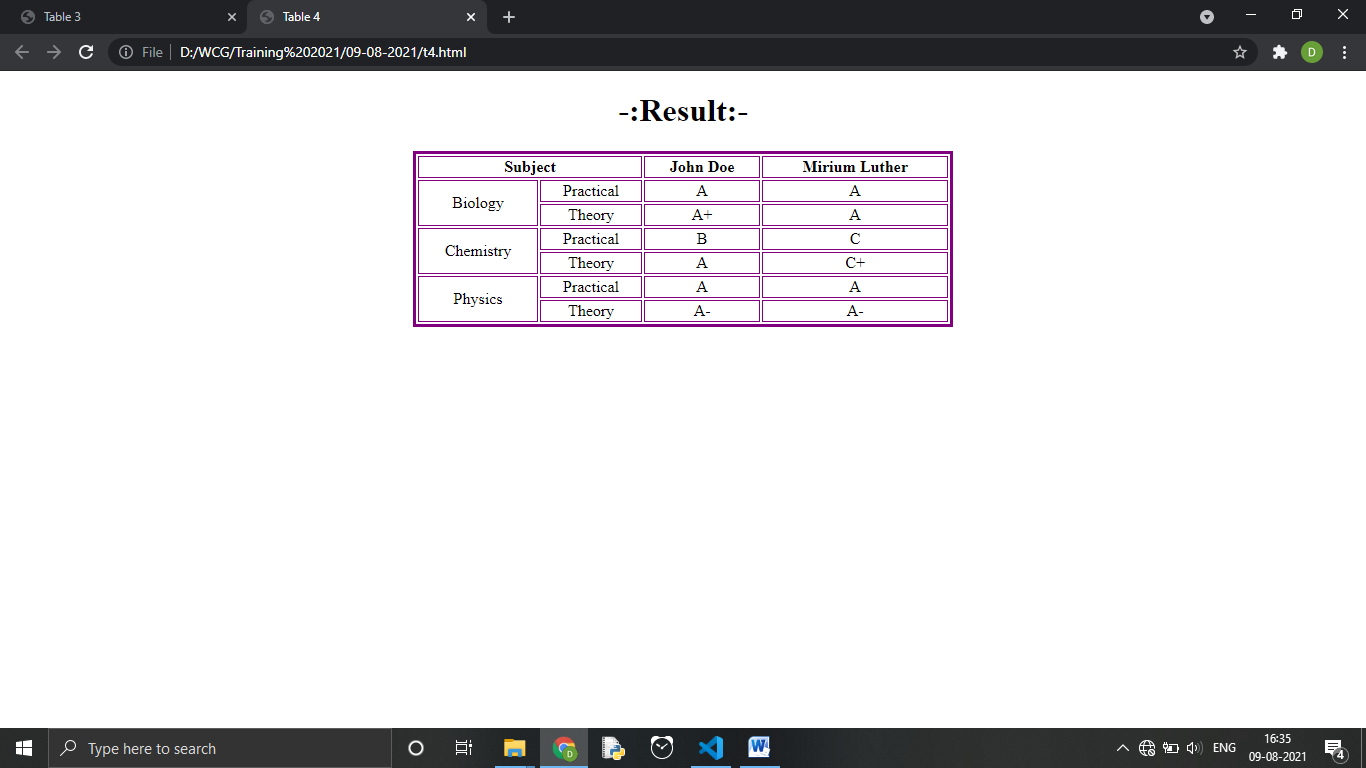 Table 3
Table 4
File
D:/WCG/Training%202021/09-08-2021/t4.html
D
-:Result:-
Subject John Doe Mirium Luther
Biology Practical A A
Theory A+ A
Chemistry Practical B C
Theory A C+
Physics Practical A A
Theory A- A-
Type here to search
D
W
ENG
16:35
09-08-2021
4